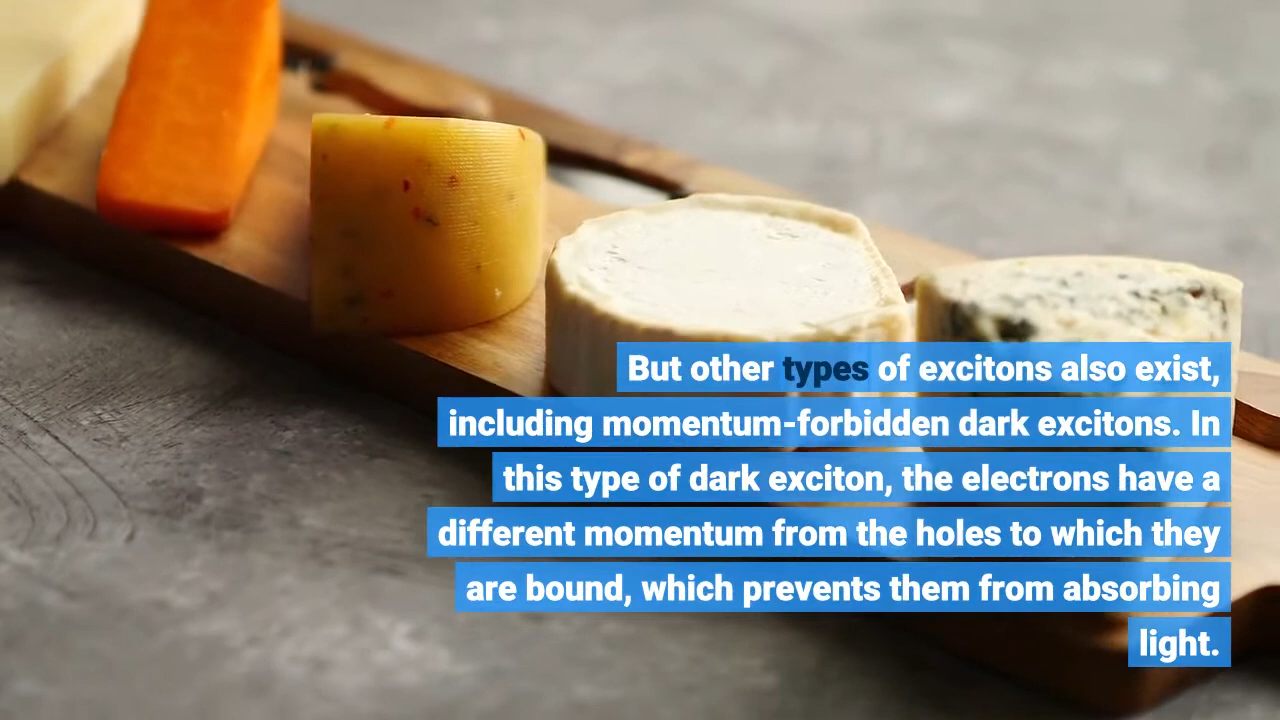 But other types of excitons also exist,
including momentum-forbidden dark excitons. In
this type of dark exciton, the electrons have a
different momentum from the holes to which they
are bound, which prevents them from absorbing
light.